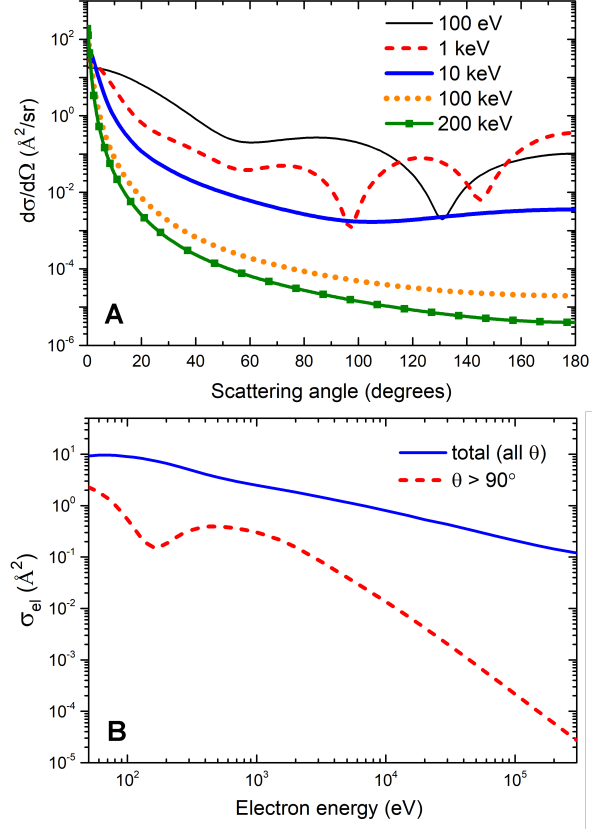 10²
10⁰
10⁻²
10⁻⁴
10⁻⁶
dσ/dΩ (Å²/sr)
100 eV
1 keV
10 keV
100 keV
200 keV
A
0 20 40 60 80 100 120 140 160 180
Scattering angle (degrees)
10¹
10⁰
10⁻¹
10⁻²
10⁻³
10⁻⁴
10⁻⁵
σel (Å²)
total (all θ)
θ > 90°
B
10² 10³ 10⁴ 10⁵
Electron energy (eV)